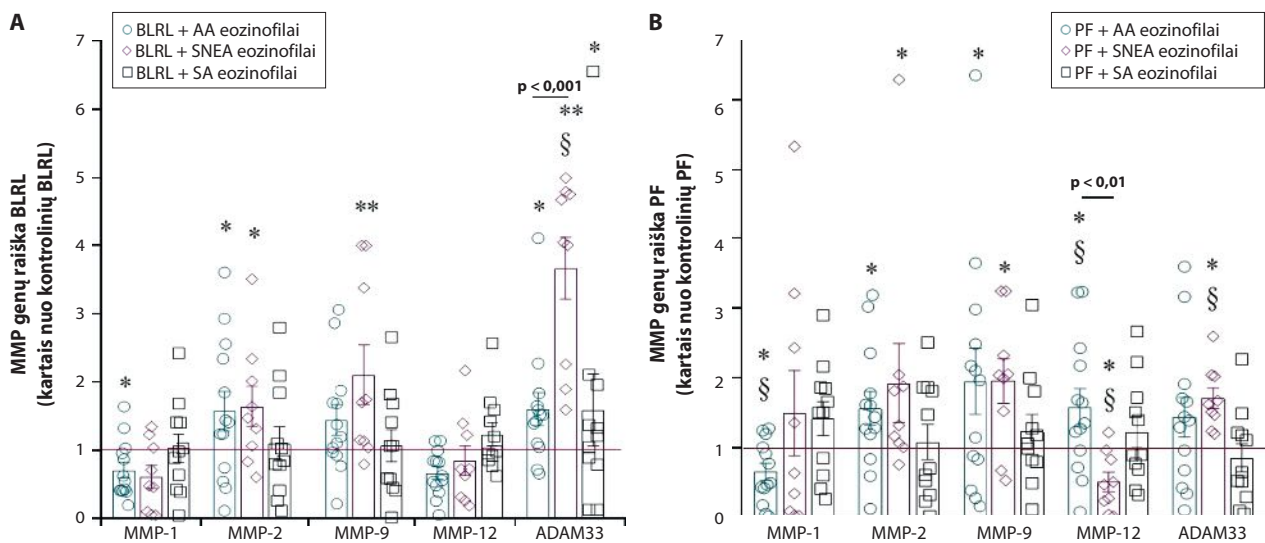 A
MMP genų raiška BLRL
(kartais nuo kontrolinių BLRL)
BLRL + AA eozinofilai
BLRL + SNEA eozinofilai
BLRL + SA eozinofilai
7
6
5
4
3
2
1
0
*
*
*
**
*
p < 0,001
**
§
*
MMP-1
MMP-2
MMP-9
MMP-12
ADAM33
B
MMP genų raiška PF
(kartais nuo kontrolinių PF)
PF + AA eozinofilai
PF + SNEA eozinofilai
PF + SA eozinofilai
7
6
5
4
3
2
1
0
*
§
*
*
*
*
p < 0,01
*
§
*
§
*
§
MMP-1
MMP-2
MMP-9
MMP-12
ADAM33